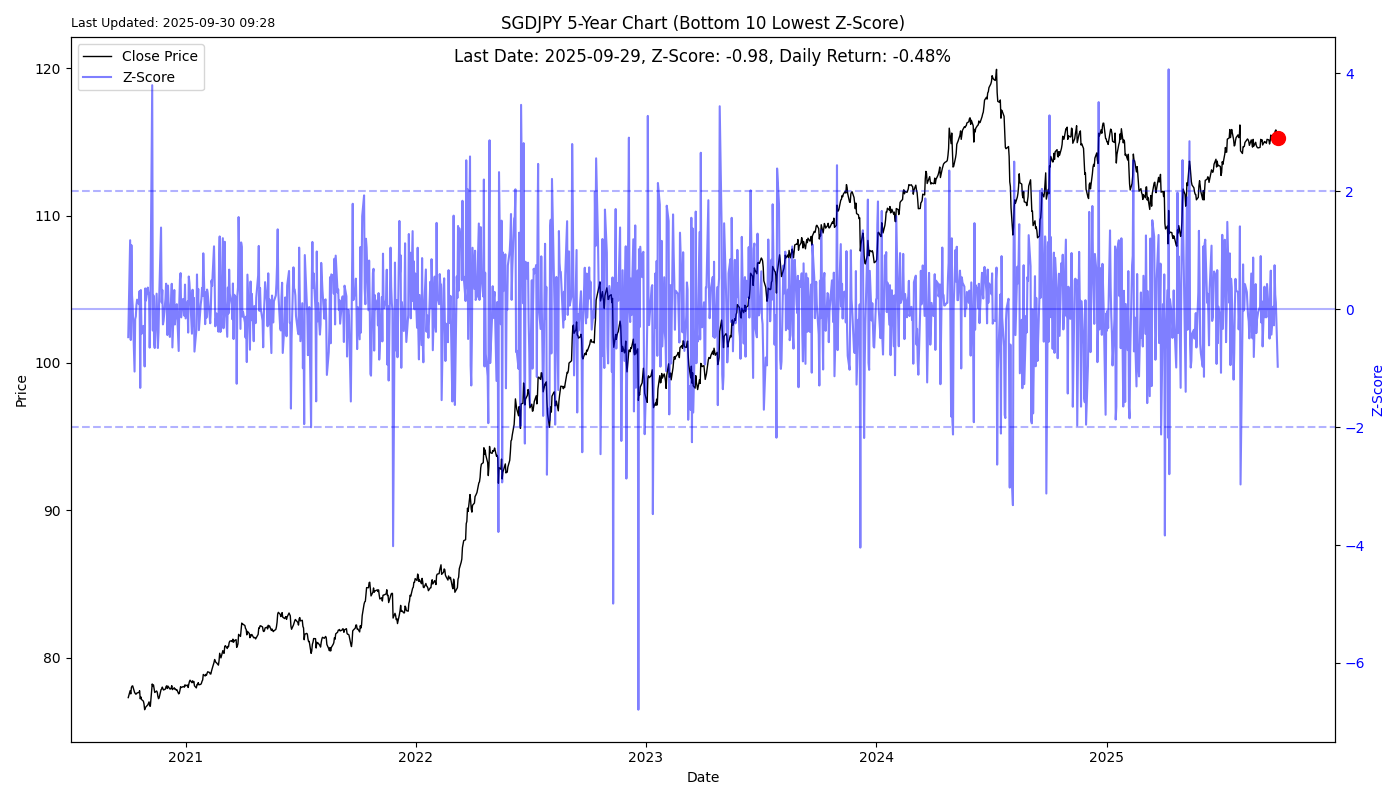 Last Updated: 2025-09-30 09:28
SGDJPY 5-Year Chart (Bottom 10 Lowest Z-Score)
Last Date: 2025-09-29, Z-Score: -0.98, Daily Return: -0.48%
Close Price
Z-Score
120
110
100
90
80
Price
4
2
0
−2
−4
−6
Z-Score
2021
2022
2023
2024
2025
Date